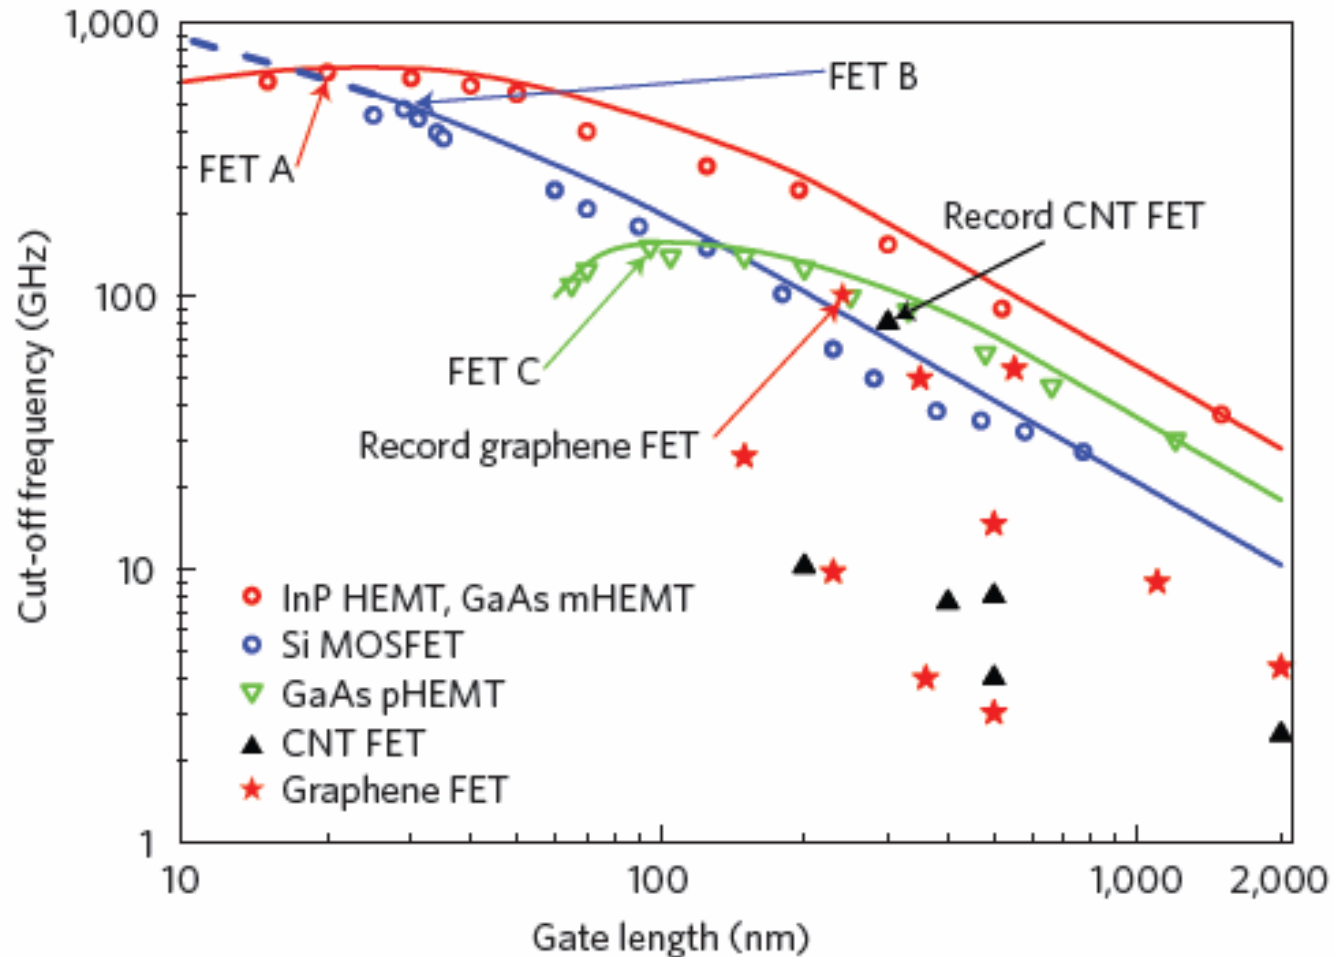 1,000
100
10
1
Cut-off frequency (GHz)
FET A
FET B
FET C
Record CNT FET
Record graphene FET
InP HEMT, GaAs mHEMT
Si MOSFET
GaAs pHEMT
CNT FET
Graphene FET
10
100
1,000
2,000
Gate length (nm)